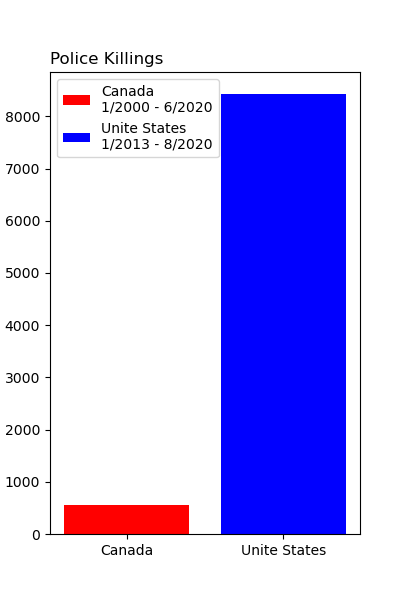 Police Killings
Canada
1/2000 - 6/2020
Unite States
1/2013 - 8/2020
8000
7000
6000
5000
4000
3000
2000
1000
0
Canada
Unite States